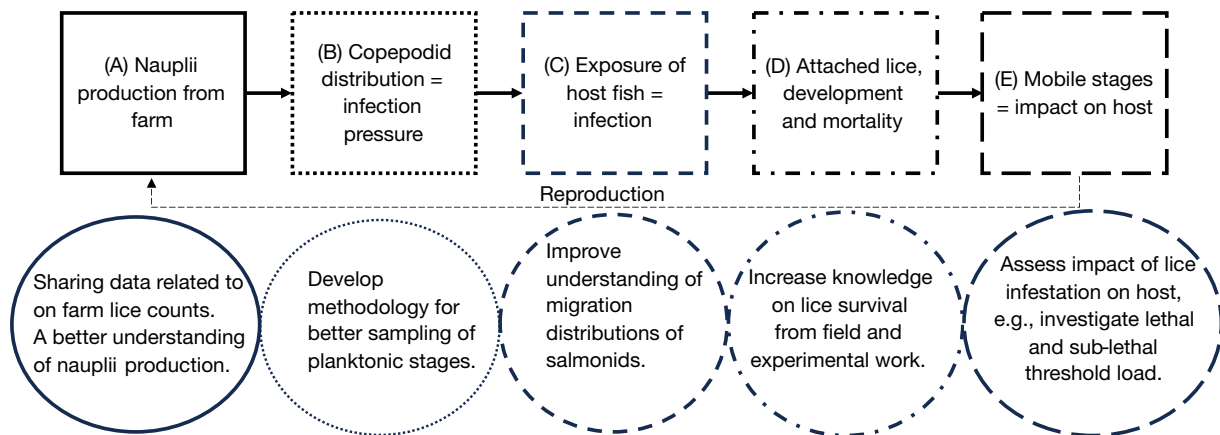 (A) Nauplii
production from
farm
(B) Copepodid
distribution =
infection
pressure
(C) Exposure of
host fish =
infection
(D) Attached lice,
development
and mortality
(E) Mobile stages
= impact on host
Reproduction
Sharing data related to
on farm lice counts.
A better understanding
of nauplii production.
Develop
methodology for
better sampling of
planktonic stages.
Improve
understanding of
migration
distributions of
salmonids.
Increase knowledge
on lice survival
from field and
experimental work.
Assess impact of lice
infestation on host,
e.g., investigate lethal
and sub-lethal
threshold load.